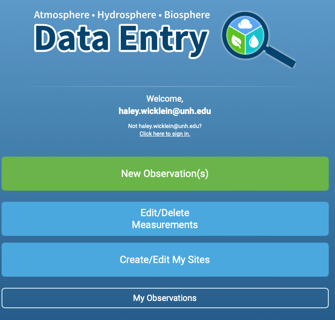 Atmosphere • Hydrosphere • Biosphere
Data Entry
Welcome,
haley.wicklein@unh.edu
Not haley.wicklein@unh.edu?
Click here to sign in.
New Observation(s)
Edit/Delete
Measurements
Create/Edit My Sites
My Observations